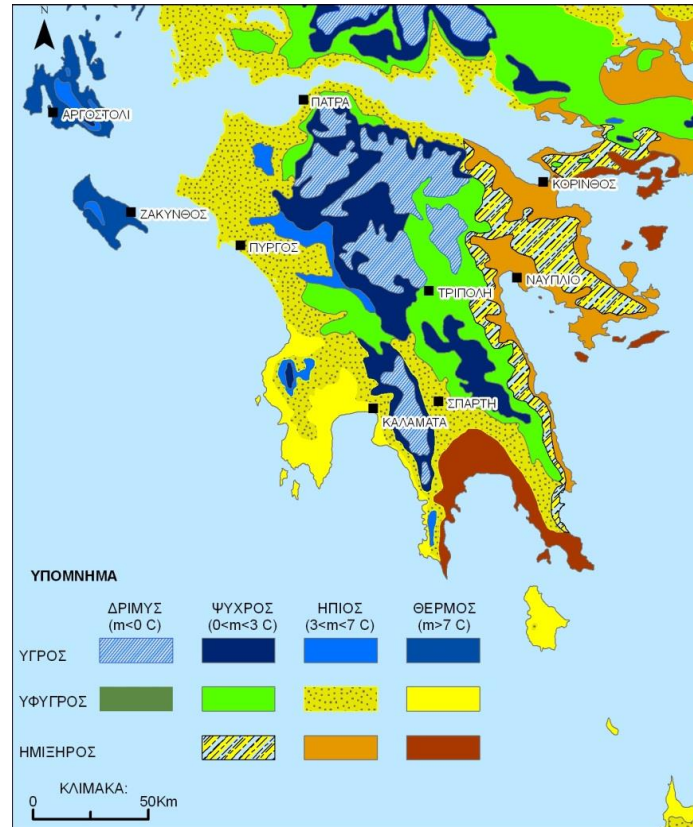 N
ΠΑΤΡΑ
ΑΡΓΟΣΤΟΛΙ
ΚΟΡΙΝΘΟΣ
ΖΑΚΥΝΘΟΣ
ΠΥΡΓΟΣ
ΝΑΥΠΛΙΟ
ΤΡΙΠΟΛΗ
ΣΠΑΡΤΗ
ΚΑΛΑΜΑΤΑ
ΥΠΟΜΝΗΜΑ
ΔΡΙΜΥΣ ΨΥΧΡΟΣ ΗΠΙΟΣ ΘΕΡΜΟΣ
(m<0 C) (0<m<3 C) (3<m<7 C) (m>7 C)
ΥΓΡΟΣ
ΥΦΥΓΡΟΣ
ΗΜΙΞΗΡΟΣ
ΚΛΙΜΑΚΑ:
0 50Km